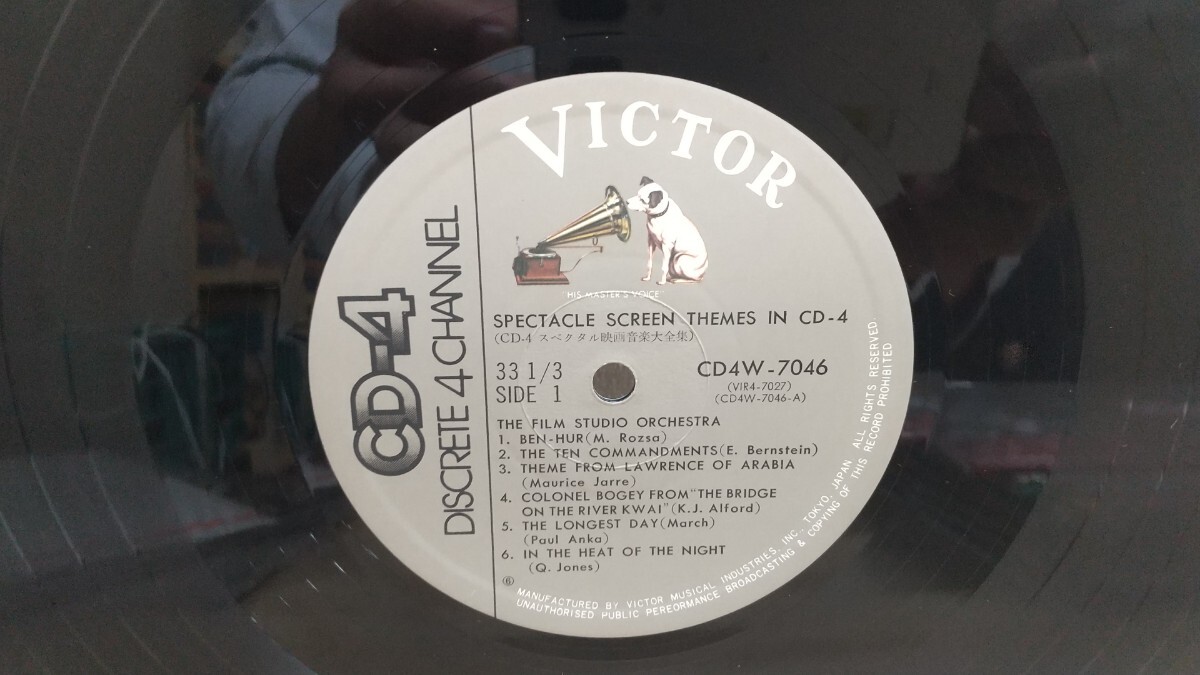 VICTOR
"HIS MASTER'S VOICE"
CD-4
DISCRETE 4 CHANNEL
SPECTACLE SCREEN THEMES IN CD-4
(CD-4 スペクタル映画音楽大全集)
33 1/3
SIDE 1
CD4W-7046
(VIR4-7027)
(CD4W-7046-A)
THE FILM STUDIO ORCHESTRA
1. BEN-HUR (M. Rozsa)
2. THE TEN COMMANDMENTS (E. Bernstein)
3. THEME FROM LAWRENCE OF ARABIA
(Maurice Jarre)
4. COLONEL BOGEY FROM "THE BRIDGE
ON THE RIVER KWAI" (K.J. Alford)
5. THE LONGEST DAY (March)
(Paul Anka)
6. IN THE HEAT OF THE NIGHT
(Q. Jones)
⑥
MANUFACTURED BY VICTOR MUSICAL INDUSTRIES, INC., TOKYO, JAPAN ALL RIGHTS RESERVED
UNAUTHORISED PUBLIC PEREORMANCE BROADCASTING & COPYING OF THIS RECORD PROHIBITED